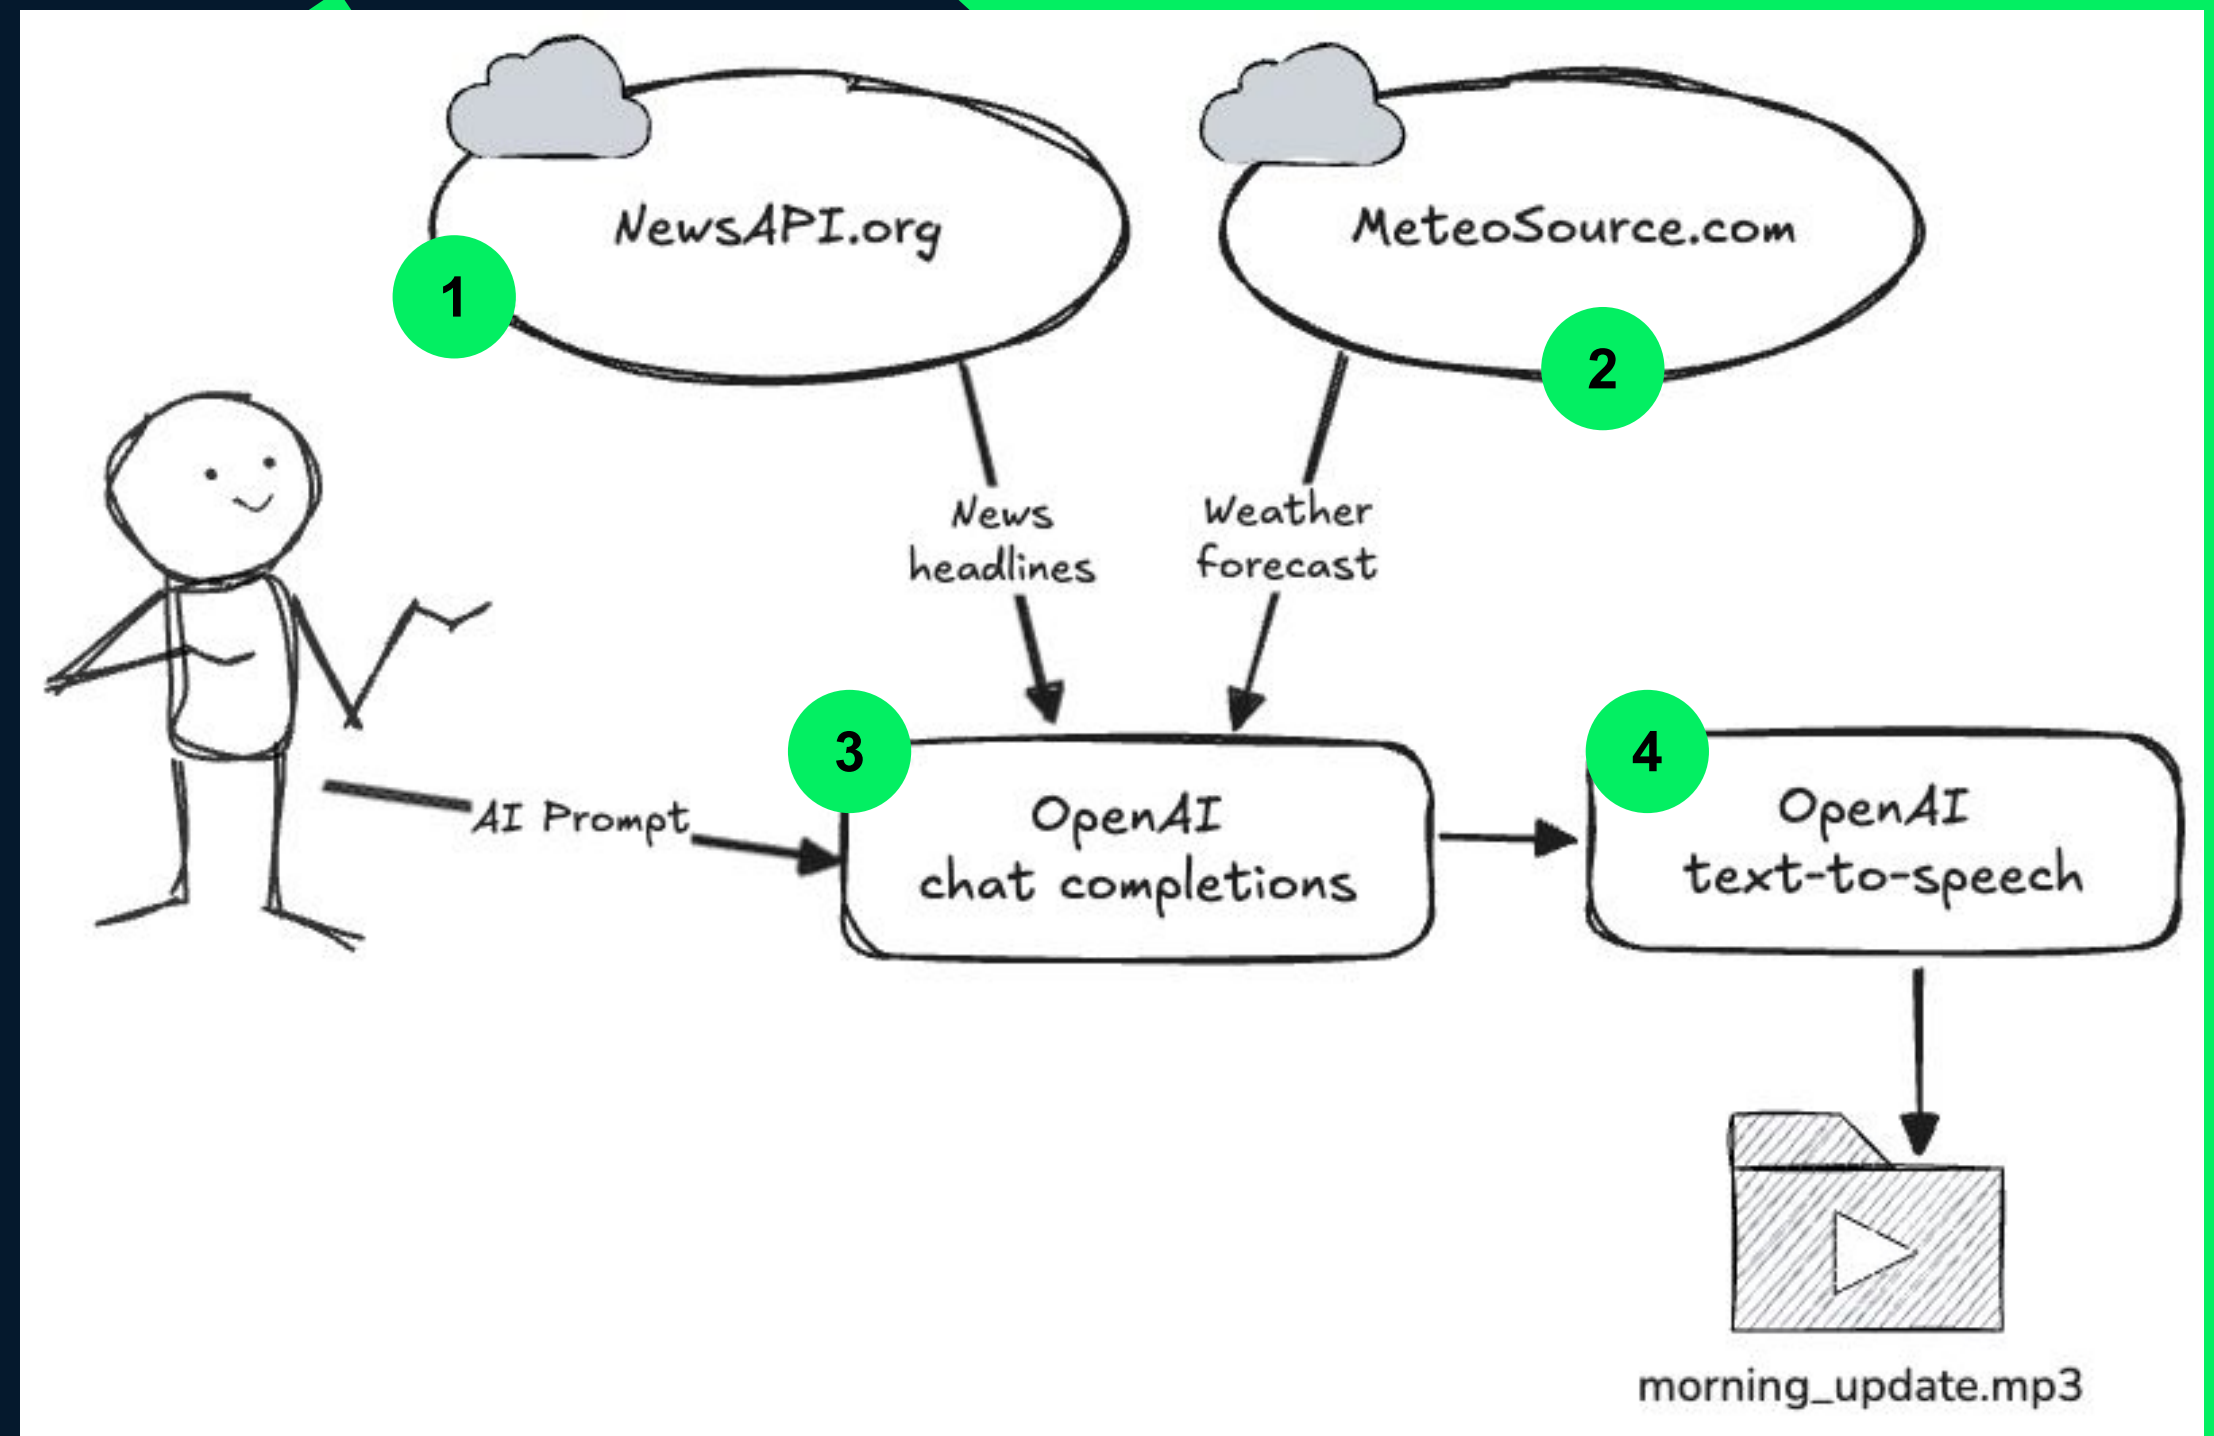 NewsAPI.org
MeteoSource.com
1
2
News
headlines
Weather
forecast
AI Prompt
3
OpenAI
chat completions
4
OpenAI
text-to-speech
morning_update.mp3